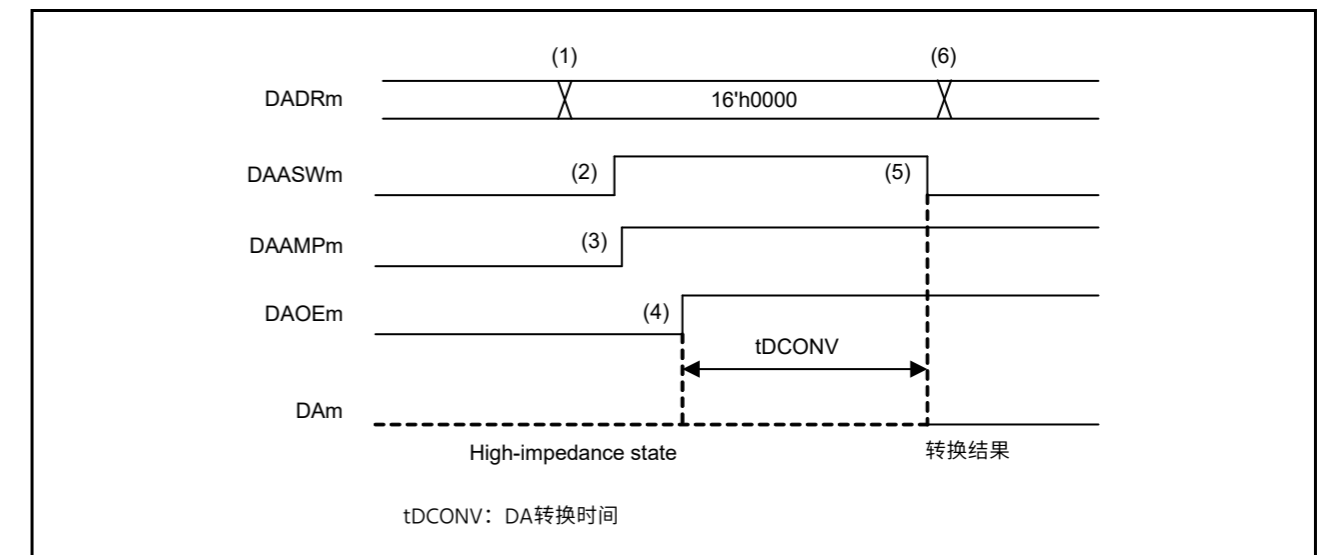 (1) (6)
DADRm 16'h0000
DAASWm (2) (5)
DAAMPm (3)
DAOEm (4)
tDCONV
DAm
High-impedance state 转换结果
tDCONV：DA转换时间